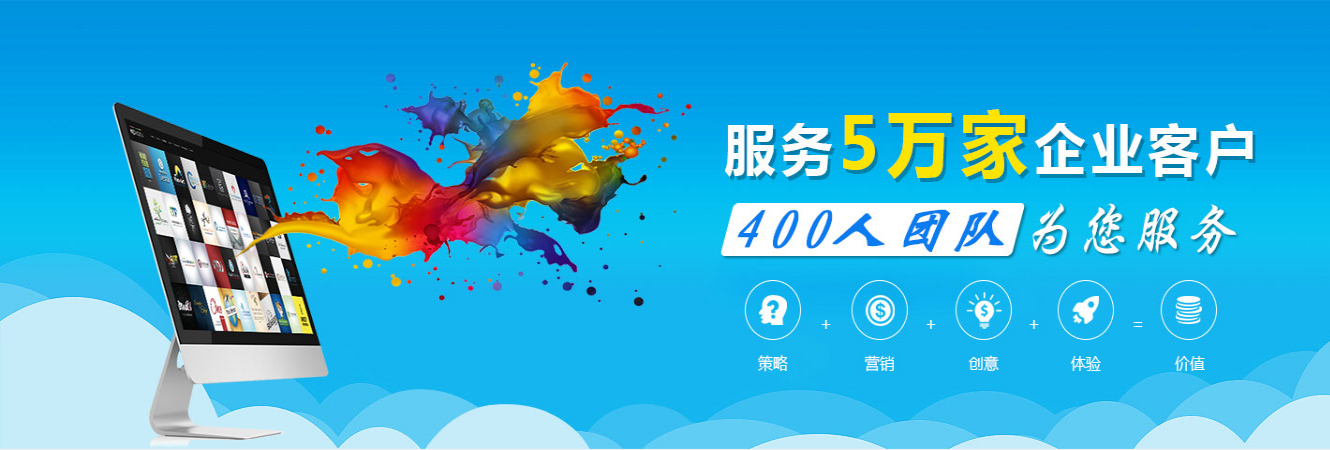 服务5万家企业客户
400人团队为您服务
+ + + =
策略 营销 创意 体验 价值